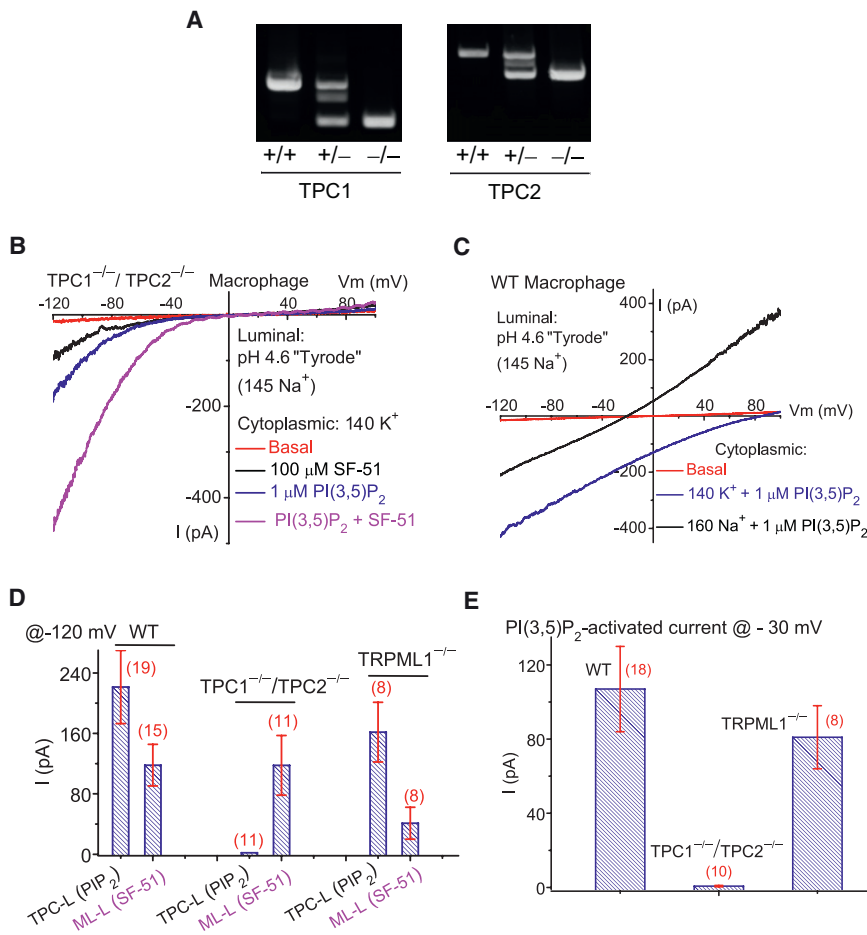 A
+/+ +/– –/–
TPC1
+/+ +/– –/–
TPC2
B
TPC1⁻/⁻/ TPC2⁻/⁻ Macrophage Vm (mV)
-120 -80 -40 40 80
Luminal:
pH 4.6 "Tyrode"
(145 Na⁺)
-200
Cytoplasmic: 140 K⁺
Basal
100 μM SF-51
1 μM PI(3,5)P₂
PI(3,5)P₂ + SF-51
-400
I (pA)
C
WT Macrophage
I (pA)
400
Luminal:
pH 4.6 "Tyrode"
(145 Na⁺)
200
-120 -80 -40 40 80
Vm (mV)
Cytoplasmic:
-200
Basal
140 K⁺ + 1 μM PI(3,5)P₂
-400
160 Na⁺ + 1 μM PI(3,5)P₂
D
@-120 mV WT
TPC1⁻/⁻/TPC2⁻/⁻
TRPML1⁻/⁻
I (pA)
240
180
120
60
0
(19)
(15)
(11)
(11)
(8)
(8)
TPC-L (PIP₂)
ML-L (SF-51)
TPC-L (PIP₂)
ML-L (SF-51)
TPC-L (PIP₂)
ML-L (SF-51)
E
PI(3,5)P₂-activated current @ - 30 mV
I (pA)
120
80
40
0
WT
(18)
TPC1⁻/⁻/TPC2⁻/⁻
(10)
TRPML1⁻/⁻
(8)